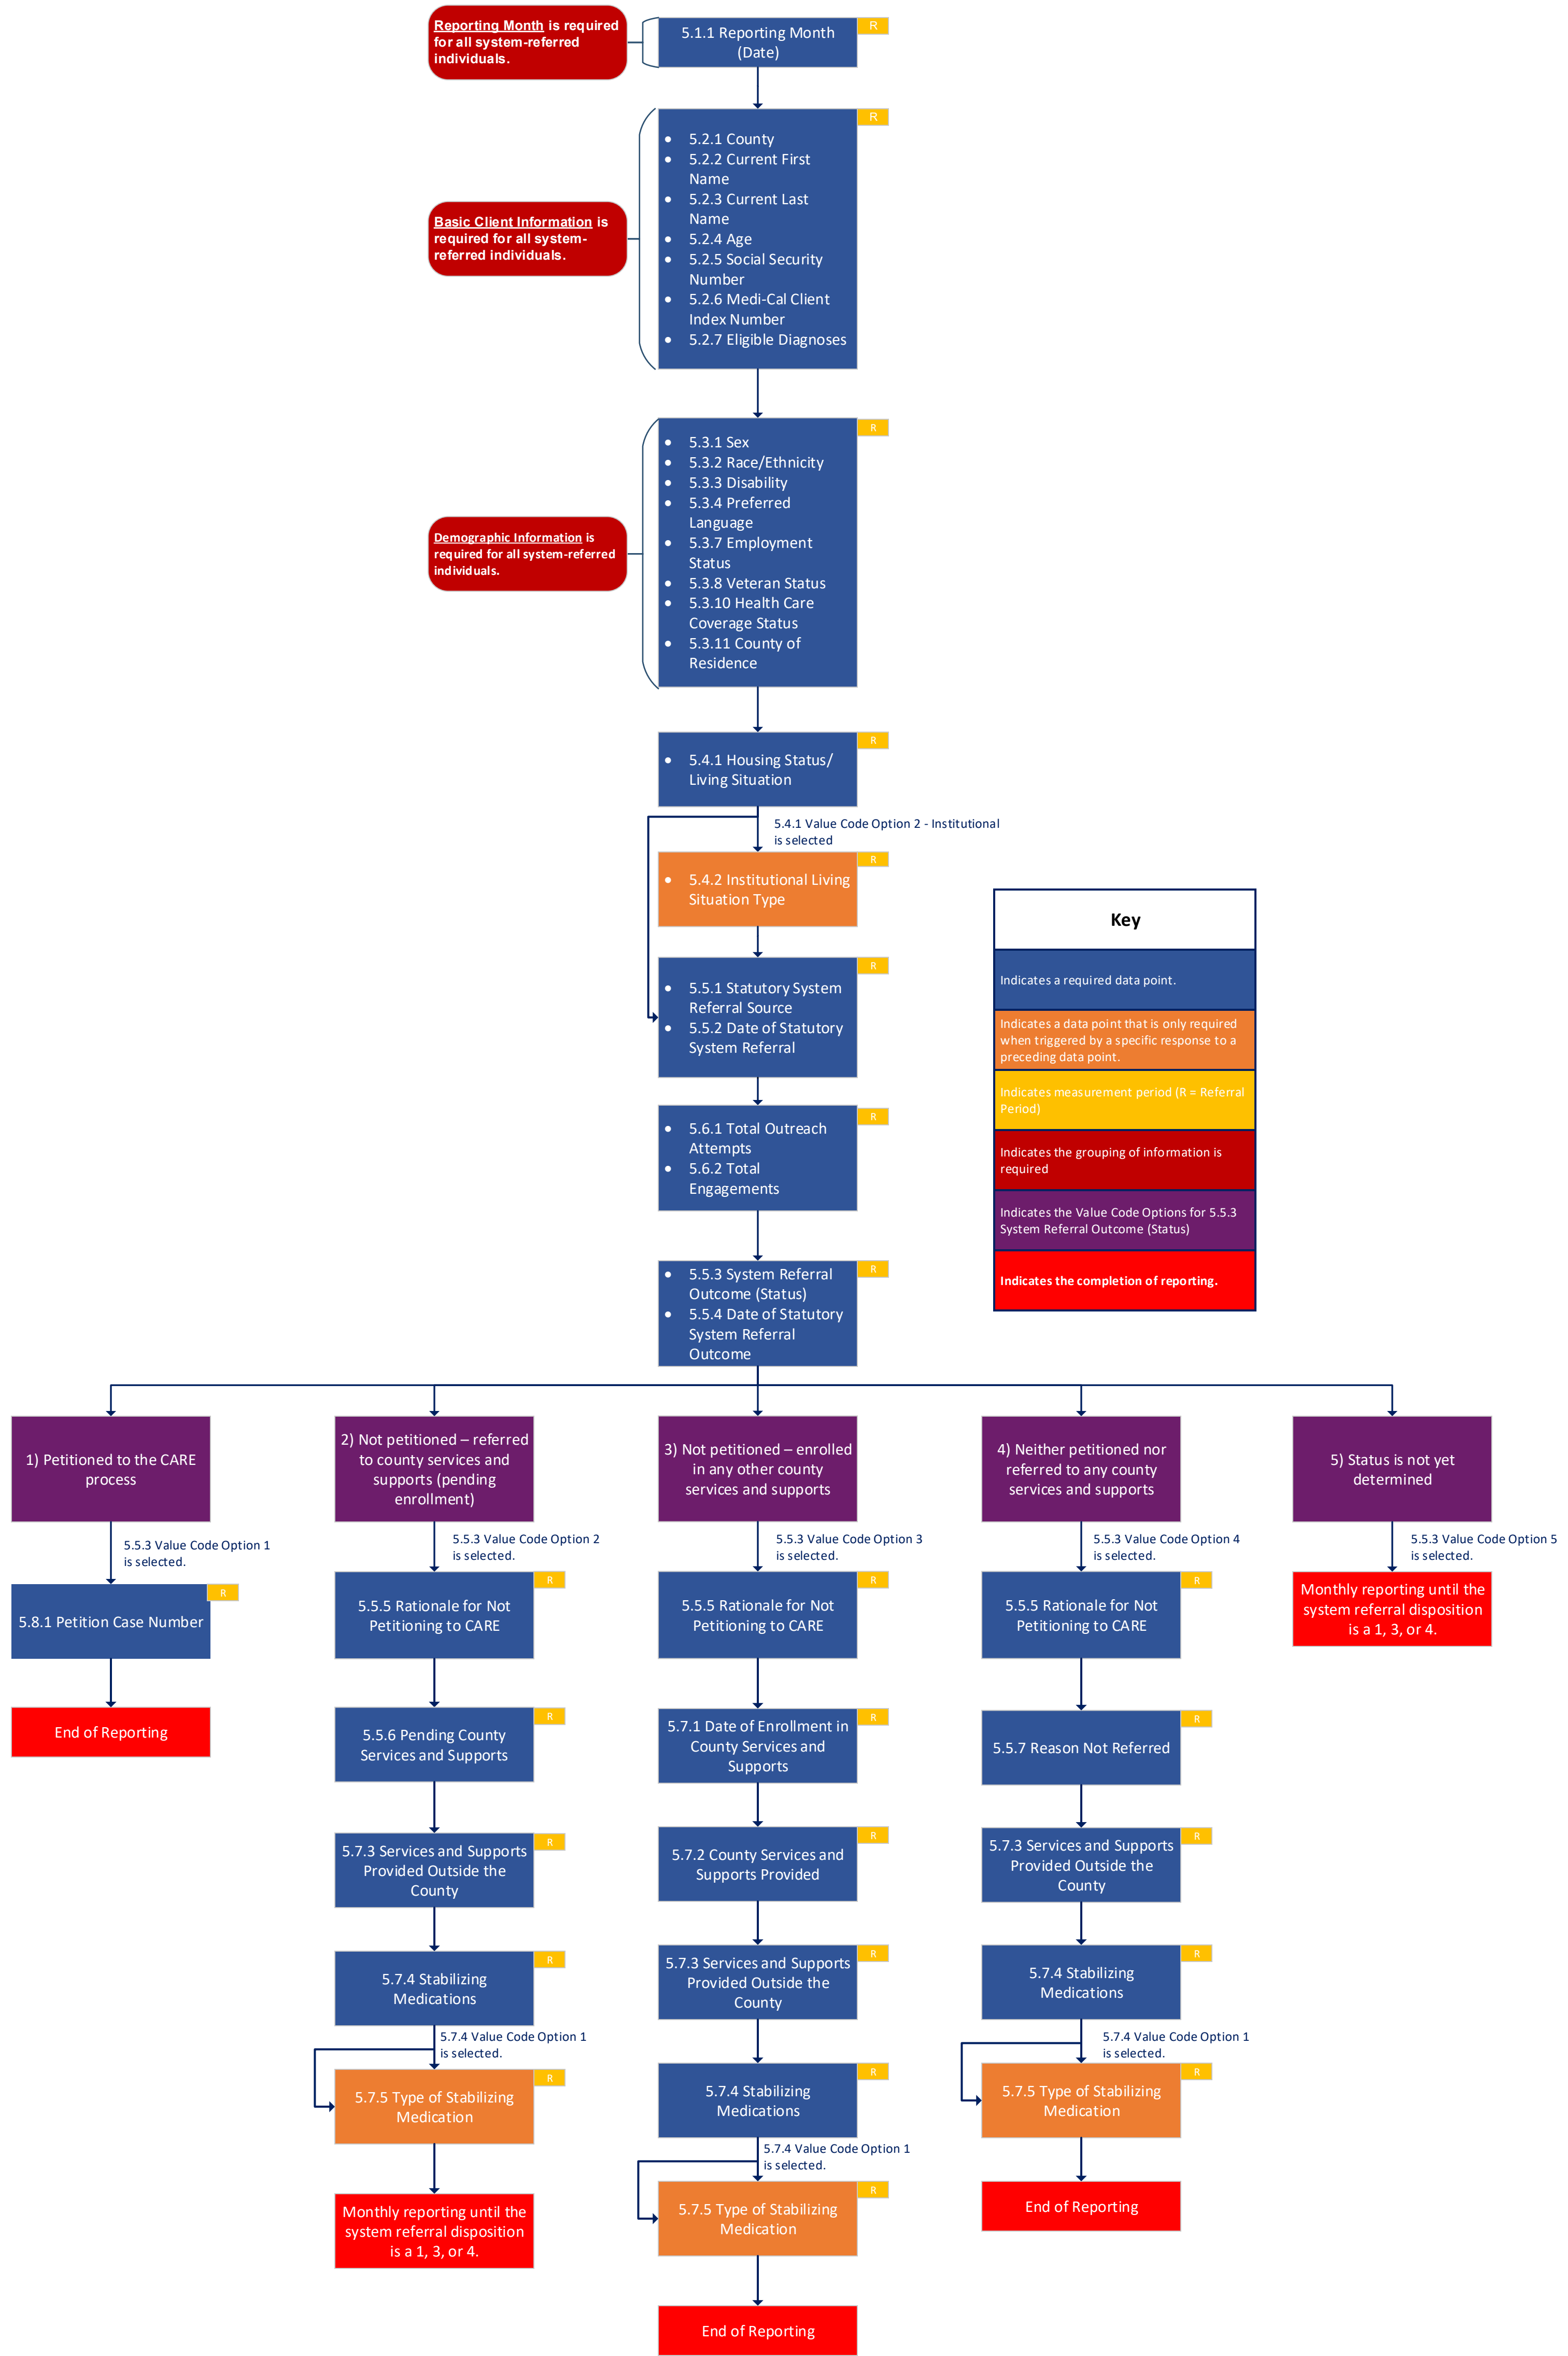 Reporting Month is required
for all system-referred
individuals.
5.1.1 Reporting Month
(Date)
R
Basic Client Information is
required for all system-
referred individuals.
• 5.2.1 County
• 5.2.2 Current First
Name
• 5.2.3 Current Last
Name
• 5.2.4 Age
• 5.2.5 Social Security
Number
• 5.2.6 Medi-Cal Client
Index Number
• 5.2.7 Eligible Diagnoses
R
Demographic Information is
required for all system-referred
individuals.
• 5.3.1 Sex
• 5.3.2 Race/Ethnicity
• 5.3.3 Disability
• 5.3.4 Preferred
Language
• 5.3.7 Employment
Status
• 5.3.8 Veteran Status
• 5.3.10 Health Care
Coverage Status
• 5.3.11 County of
Residence
R
• 5.4.1 Housing Status/
Living Situation
R
5.4.1 Value Code Option 2 - Institutional
is selected
• 5.4.2 Institutional Living
Situation Type
R
• 5.5.1 Statutory System
Referral Source
• 5.5.2 Date of Statutory
System Referral
R
• 5.6.1 Total Outreach
Attempts
• 5.6.2 Total
Engagements
R
• 5.5.3 System Referral
Outcome (Status)
• 5.5.4 Date of Statutory
System Referral
Outcome
R
Key
Indicates a required data point.
Indicates a data point that is only required
when triggered by a specific response to a
preceding data point.
Indicates measurement period (R = Referral
Period)
Indicates the grouping of information is
required
Indicates the Value Code Options for 5.5.3
System Referral Outcome (Status)
Indicates the completion of reporting.
1) Petitioned to the CARE
process
5.5.3 Value Code Option 1
is selected.
5.8.1 Petition Case Number
R
End of Reporting
2) Not petitioned – referred
to county services and
supports (pending
enrollment)
5.5.3 Value Code Option 2
is selected.
5.5.5 Rationale for Not
Petitioning to CARE
R
5.5.6 Pending County
Services and Supports
R
5.7.3 Services and Supports
Provided Outside the
County
R
5.7.4 Stabilizing
Medications
R
5.7.4 Value Code Option 1
is selected.
5.7.5 Type of Stabilizing
Medication
R
Monthly reporting until the
system referral disposition
is a 1, 3, or 4.
3) Not petitioned – enrolled
in any other county
services and supports
5.5.3 Value Code Option 3
is selected.
5.5.5 Rationale for Not
Petitioning to CARE
R
5.7.1 Date of Enrollment in
County Services and
Supports
R
5.7.2 County Services and
Supports Provided
R
5.7.3 Services and Supports
Provided Outside the
County
R
5.7.4 Stabilizing
Medications
R
5.7.4 Value Code Option 1
is selected.
5.7.5 Type of Stabilizing
Medication
R
End of Reporting
4) Neither petitioned nor
referred to any county
services and supports
5.5.3 Value Code Option 4
is selected.
5.5.5 Rationale for Not
Petitioning to CARE
R
5.5.7 Reason Not Referred
R
5.7.3 Services and Supports
Provided Outside the
County
R
5.7.4 Stabilizing
Medications
R
5.7.4 Value Code Option 1
is selected.
5.7.5 Type of Stabilizing
Medication
R
End of Reporting
5) Status is not yet
determined
5.5.3 Value Code Option 5
is selected.
Monthly reporting until the
system referral disposition
is a 1, 3, or 4.